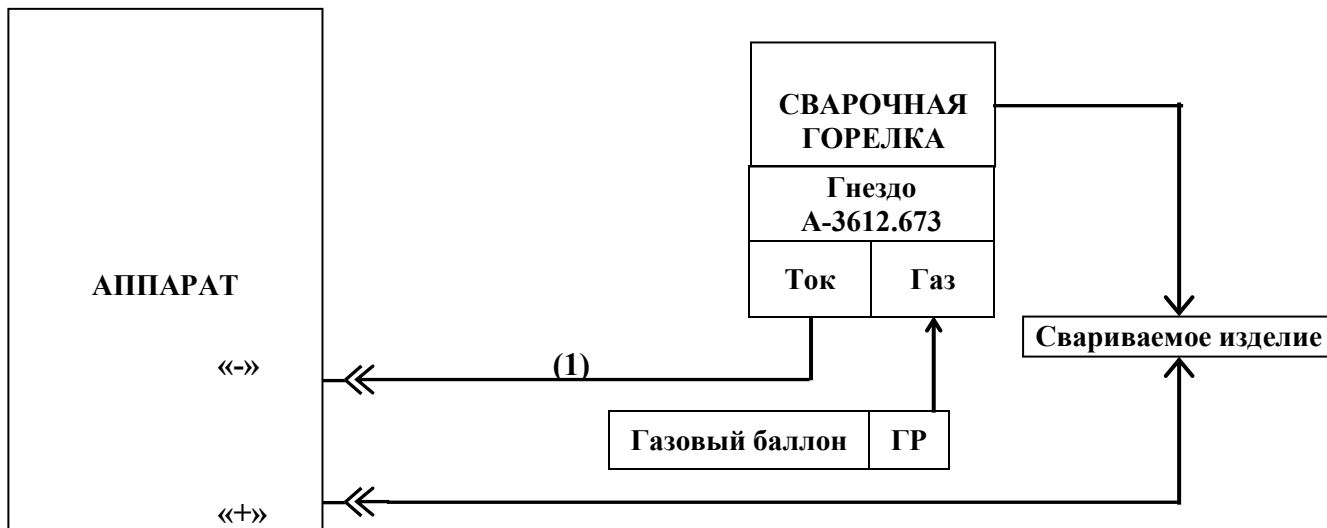 СВАРОЧНАЯ
ГОРЕЛКА
Гнездо
А-3612.673
Ток
Газ
АППАРАТ
Свариваемое изделие
«-»
(1)
Газовый баллон
ГР
«+»